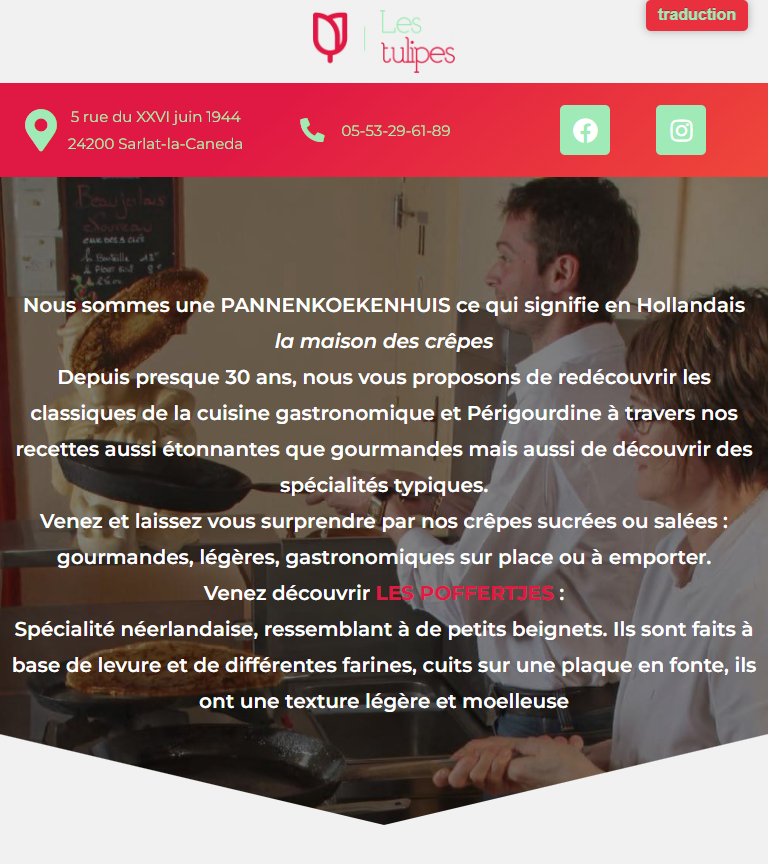 traduction
Les
tulipes
5 rue du XXVI juin 1944
24200 Sarlat-la-Caneda
05-53-29-61-89
Beaujolais
Nouveau
Nous sommes une PANNENKOEKENHUIS ce qui signifie en Hollandais
la maison des crêpes
Depuis presque 30 ans, nous vous proposons de redécouvrir les
classiques de la cuisine gastronomique et Périgourdine à travers nos
recettes aussi étonnantes que gourmandes mais aussi de découvrir des
spécialités typiques.
Venez et laissez vous surprendre par nos crêpes sucrées ou salées :
gourmandes, légères, gastronomiques sur place ou à emporter.
Venez découvrir LES POFFERTJES :
Spécialité néerlandaise, ressemblant à de petits beignets. Ils sont faits à
base de levure et de différentes farines, cuits sur une plaque en fonte, ils
ont une texture légère et moelleuse